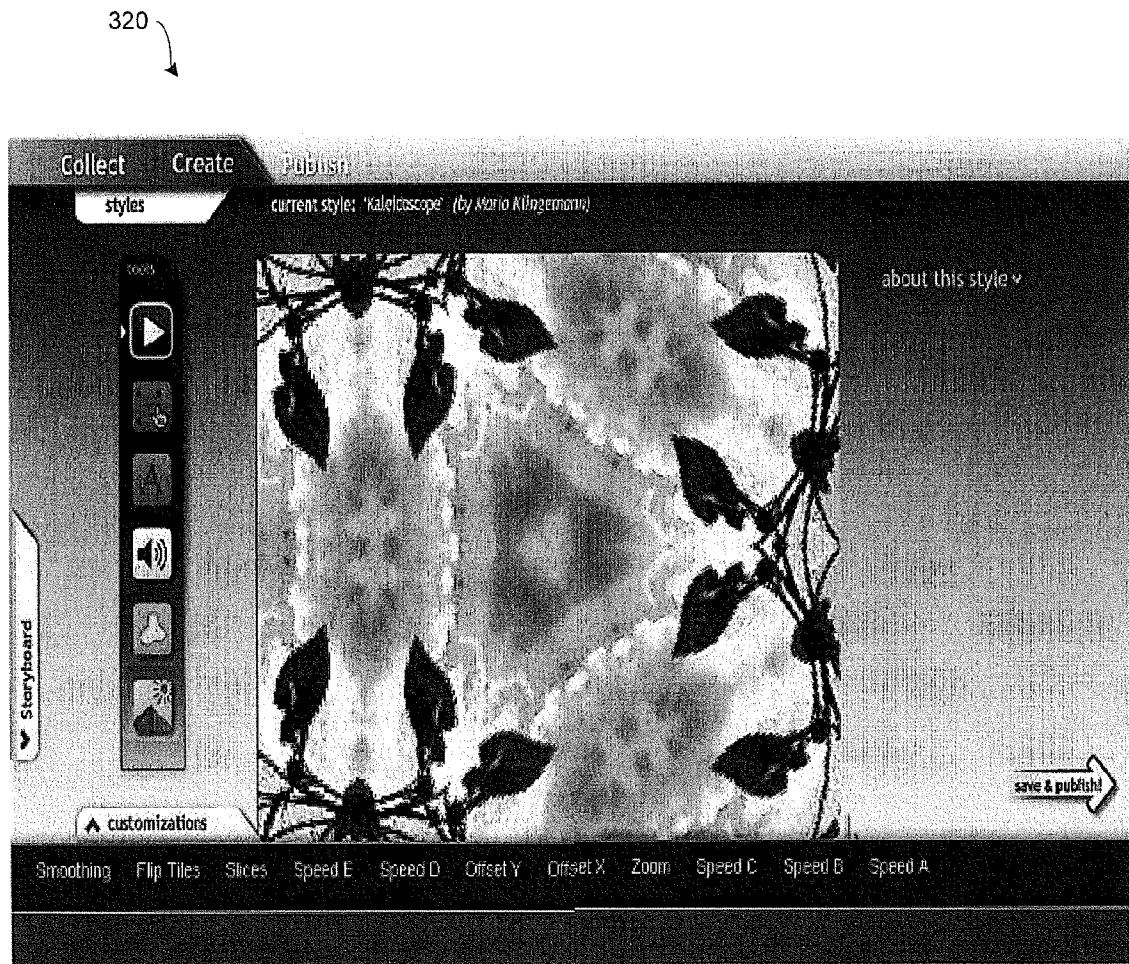 320
Collect Create Publish
styles
current style: 'Kaleidoscope' (by Mario Klingemann)
tools
about this style
A
Storyboard
save & publish!
customizations
Smoothing Flip Tiles Slices Speed E Speed D Offset Y Offset X Zoom Speed C Speed B Speed A